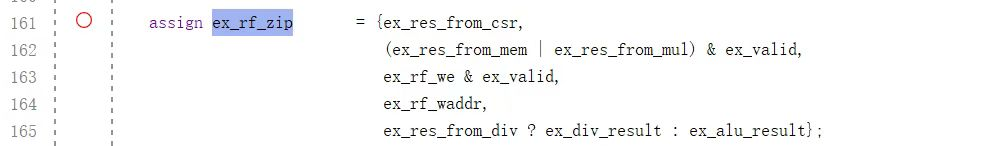 161 assign ex_rf_zip = {ex_res_from_csr,
162 (ex_res_from_mem | ex_res_from_mul) & ex_valid,
163 ex_rf_we & ex_valid,
164 ex_rf_waddr,
165 ex_res_from_div ? ex_div_result : ex_alu_result};